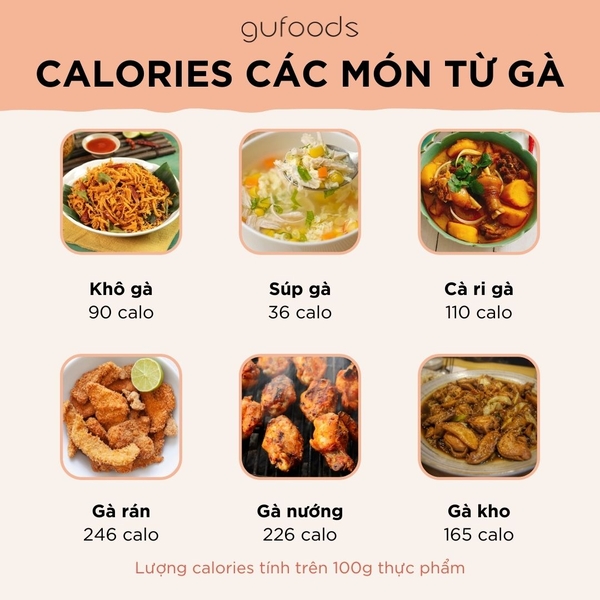 gufoods
CALORIES CÁC MÓN TỪ GÀ
Khô gà
90 calo
Súp gà
36 calo
Cà ri gà
110 calo
Gà rán
246 calo
Gà nướng
226 calo
Gà kho
165 calo
Lượng calories tính trên 100g thực phẩm